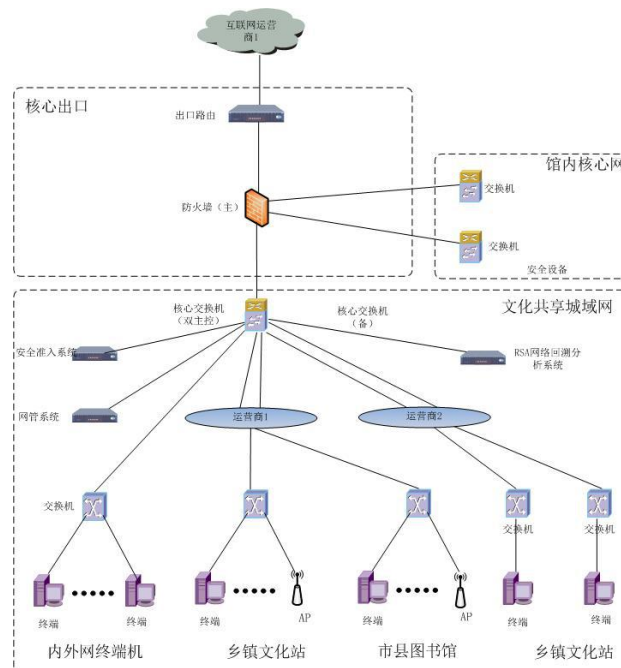 互联网运营
商1
核心出口
出口路由
馆内核心网
交换机
防火墙（主）
交换机
安全设备
核心交换机
（双主控）
核心交换机
（备）
文化共享城域网
安全准入系统
RSA网络回溯分
析系统
网管系统
运营商1
运营商2
交换机
交换机
交换机
终端
终端
终端
AP
终端
AP
终端
终端
内外网终端机
乡镇文化站
市县图书馆
乡镇文化站